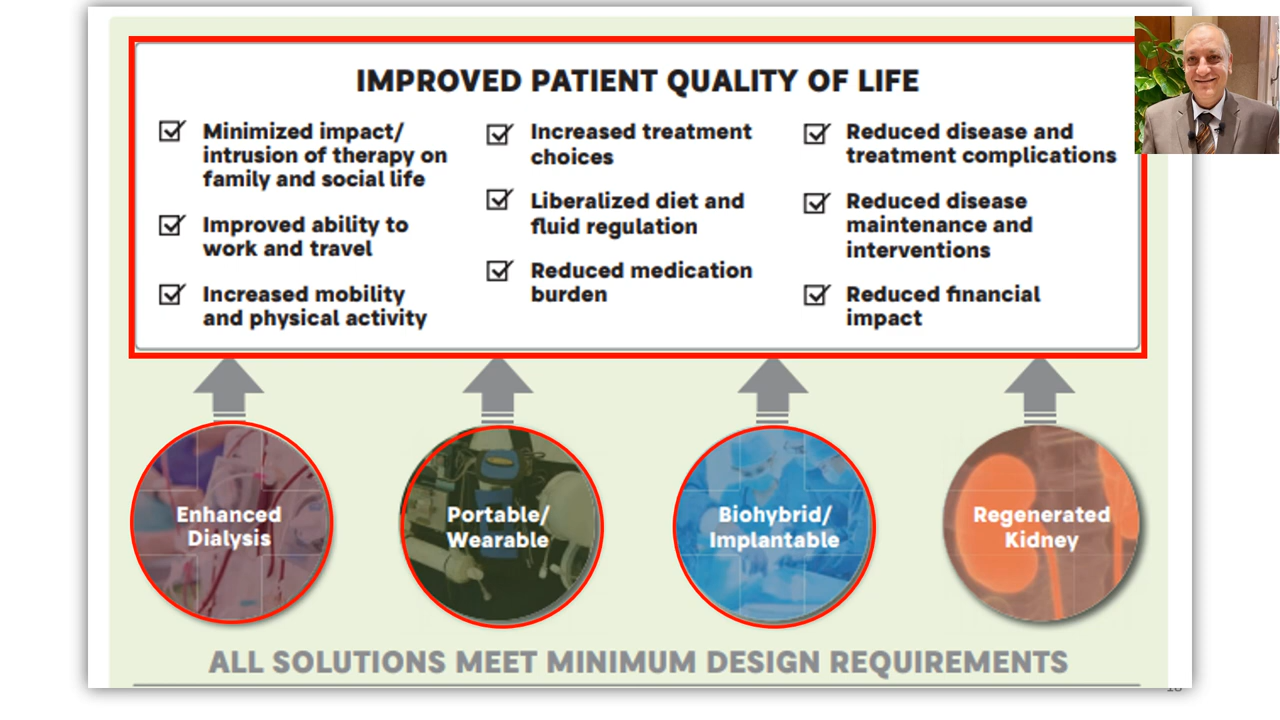 IMPROVED PATIENT QUALITY OF LIFE
Minimized impact/
intrusion of therapy on
family and social life
Improved ability to
work and travel
Increased mobility
and physical activity
Increased treatment
choices
Liberalized diet and
fluid regulation
Reduced medication
burden
Reduced disease and
treatment complications
Reduced disease
maintenance and
interventions
Reduced financial
impact
Enhanced
Dialysis
Portable/
Wearable
Biohybrid/
Implantable
Regenerated
Kidney
ALL SOLUTIONS MEET MINIMUM DESIGN REQUIREMENTS